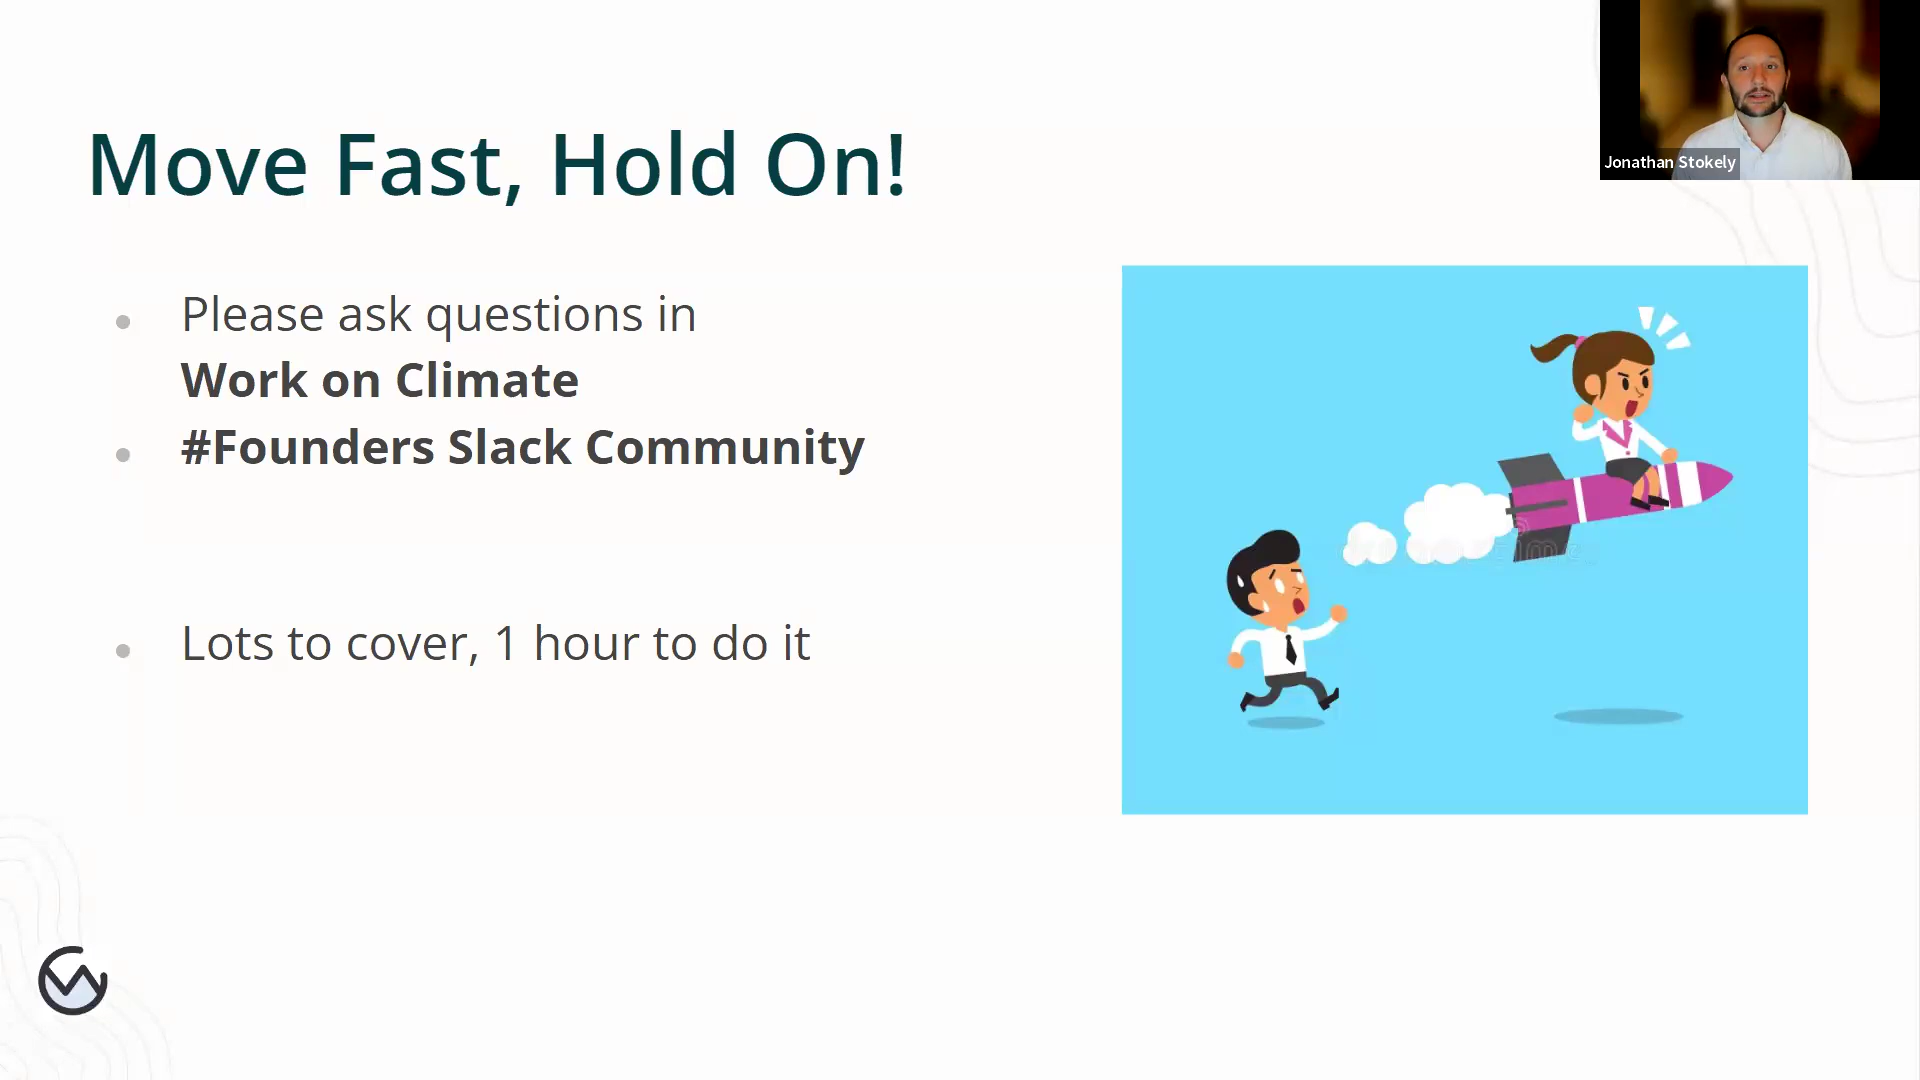 Move Fast, Hold On!
Jonathan Stokely
Please ask questions in
Work on Climate
#Founders Slack Community
Lots to cover, 1 hour to do it